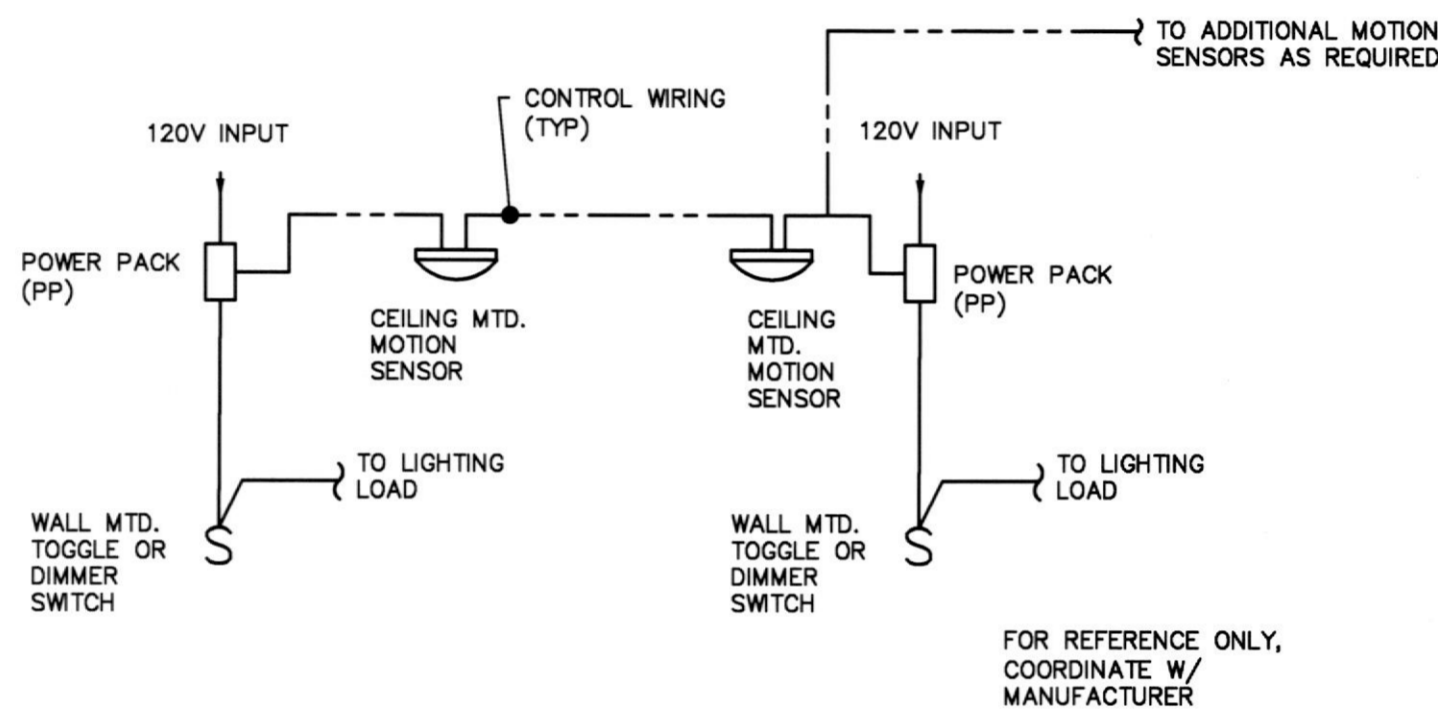 TO ADDITIONAL MOTION
SENSORS AS REQUIRED
CONTROL WIRING
(TYP)
120V INPUT
120V INPUT
POWER PACK
(PP)
POWER PACK
(PP)
CEILING MTD.
MOTION
SENSOR
CEILING
MTD.
MOTION
SENSOR
TO LIGHTING
LOAD
TO LIGHTING
LOAD
WALL MTD.
TOGGLE OR
DIMMER
SWITCH
S
WALL MTD.
TOGGLE OR
DIMMER
SWITCH
S
FOR REFERENCE ONLY,
COORDINATE W/
MANUFACTURER